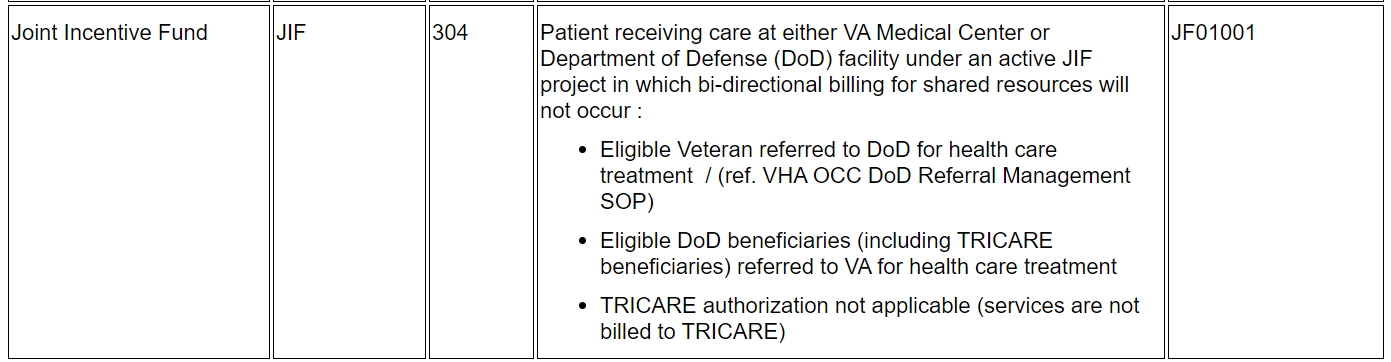 Joint Incentive Fund
JIF
304
Patient receiving care at either VA Medical Center or
Department of Defense (DoD) facility under an active JIF
project in which bi-directional billing for shared resources will
not occur :
• Eligible Veteran referred to DoD for health care
treatment  / (ref. VHA OCC DoD Referral Management
SOP)
• Eligible DoD beneficiaries (including TRICARE
beneficiaries) referred to VA for health care treatment
• TRICARE authorization not applicable (services are not
billed to TRICARE)
JF01001